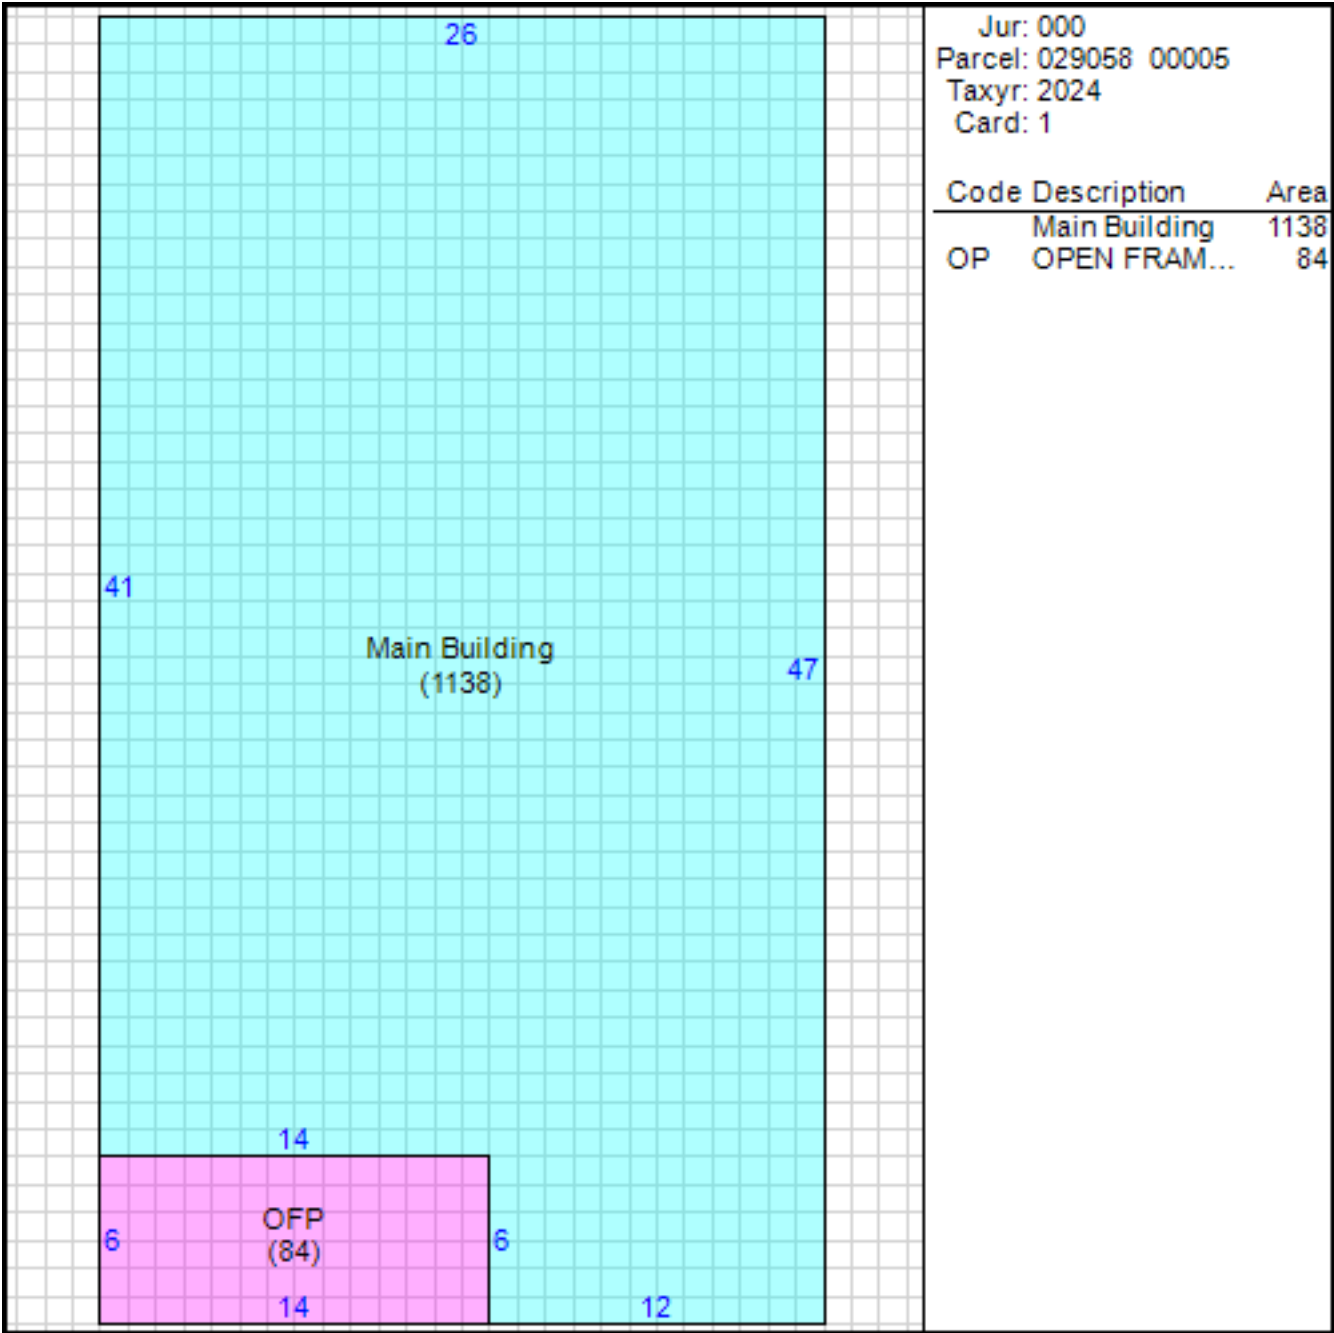 26
41
Main Building
(1138)
47
14
OFP
(84)
6
6
14
12
Jur: 000
Parcel: 029058 00005
Taxyr: 2024
Card: 1
Code Description Area
Main Building 1138
OP OPEN FRAM... 84